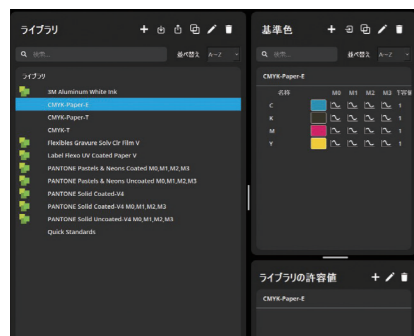 ライブラリ
検索...
並べ替え A→Z
ライブラリ
3M Aluminum White Ink
CMYK-Paper-E
CMYK-Paper-T
CMYK-T
Flexibles Gravure Solv Clr Film V
Label Flexo UV Coated Paper V
PANTONE Pastels & Neons Coated M0,M1,M2,M3
PANTONE Pastels & Neons Uncoated M0,M1,M2,M3
PANTONE Solid Coated-V4
PANTONE Solid Coated-V4 M0,M1,M2,M3
PANTONE Solid Uncoated-V4 M0,M1,M2,M3
Quick Standards
基準色
検索...
並べ替え A→Z
CMYK-Paper-E
名称 M0 M1 M2 M3 下容値
C 1
K 1
M 1
Y 1
ライブラリの許容値
CMYK-Paper-E